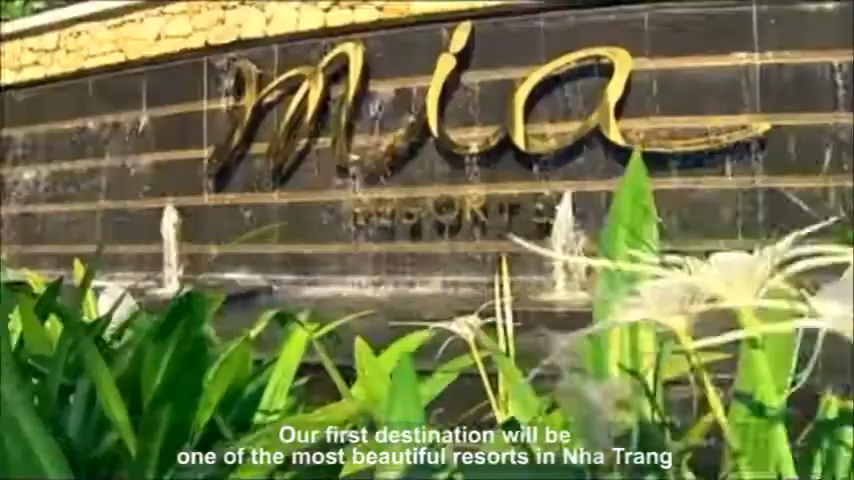 mia
RESORTS
Our first destination will be
one of the most beautiful resorts in Nha Trang